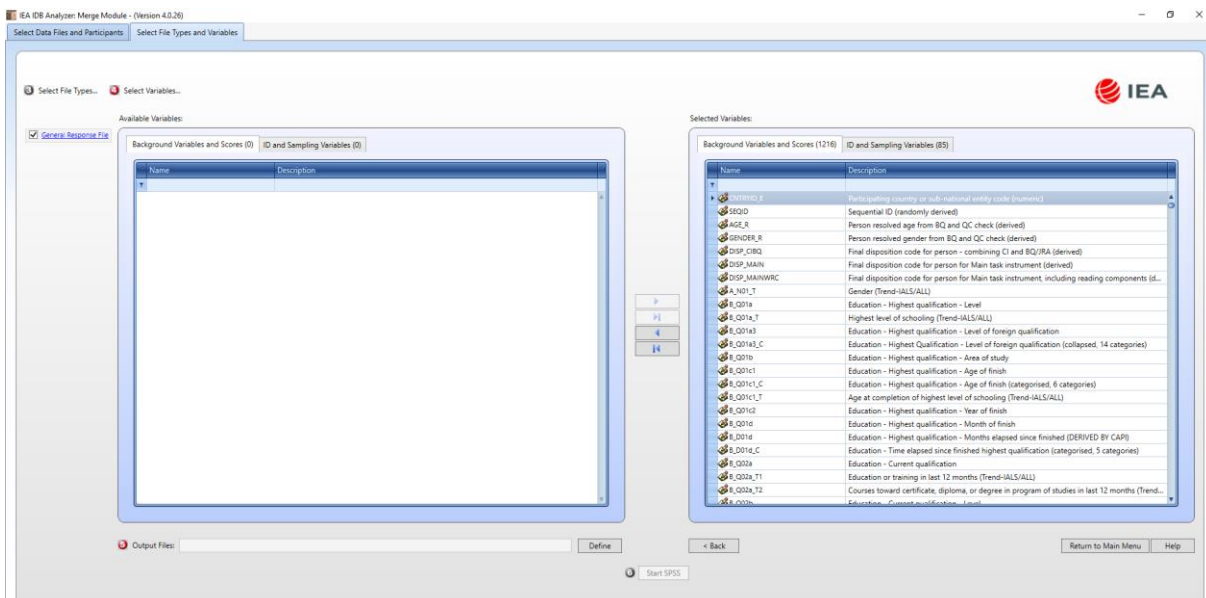 IEA IDB Analyzer: Merge Module - (Version 4.0.26)
Select Data Files and Participants Select File Types and Variables
Select File Types... Select Variables...
IEA
Available Variables: Selected Variables:
General Response File
Background Variables and Scores (0) ID and Sampling Variables (0) Background Variables and Scores (1216) ID and Sampling Variables (85)
Name Description Name Description
CNTRYID_E Participating country or sub-national entity code (numeric)
SEQID Sequential ID (randomly derived)
AGE_R Person resolved age from BQ and QC check (derived)
GENDER_R Person resolved gender from BQ and QC check (derived)
DISP_CIBQ Final disposition code for person - combining CI and BQ/JRA (derived)
DISP_MAIN Final disposition code for person for Main task instrument (derived)
DISP_MAINWRC Final disposition code for person for Main task instrument, including reading components (d...
A_N01_T Gender (Trend-IALS/ALL)
B_Q01a Education - Highest qualification - Level
B_Q01a_T Highest level of schooling (Trend-IALS/ALL)
B_Q01a3 Education - Highest qualification - Level of foreign qualification
B_Q01a3_C Education - Highest Qualification - Level of foreign qualification (collapsed, 14 categories)
B_Q01b Education - Highest qualification - Area of study
B_Q01c1 Education - Highest qualification - Age of finish
B_Q01c1_C Education - Highest qualification - Age of finish (categorised, 6 categories)
B_Q01c1_T Age at completion of highest level of schooling (Trend-IALS/ALL)
B_Q01c2 Education - Highest qualification - Year of finish
B_Q01d Education - Highest qualification - Month of finish
B_D01d Education - Highest qualification - Months elapsed since finished (DERIVED BY CAPI)
B_D01d_C Education - Time elapsed since finished highest qualification (categorised, 5 categories)
B_Q02a Education - Current qualification
B_Q02a_T1 Education or training in last 12 months (Trend-IALS/ALL)
B_Q02a_T2 Courses toward certificate, diploma, or degree in program of studies in last 12 months (Trend...
B_Q02b Education - Current qualification - Level
Output Files: Define < Back Return to Main Menu Help
Start SPSS